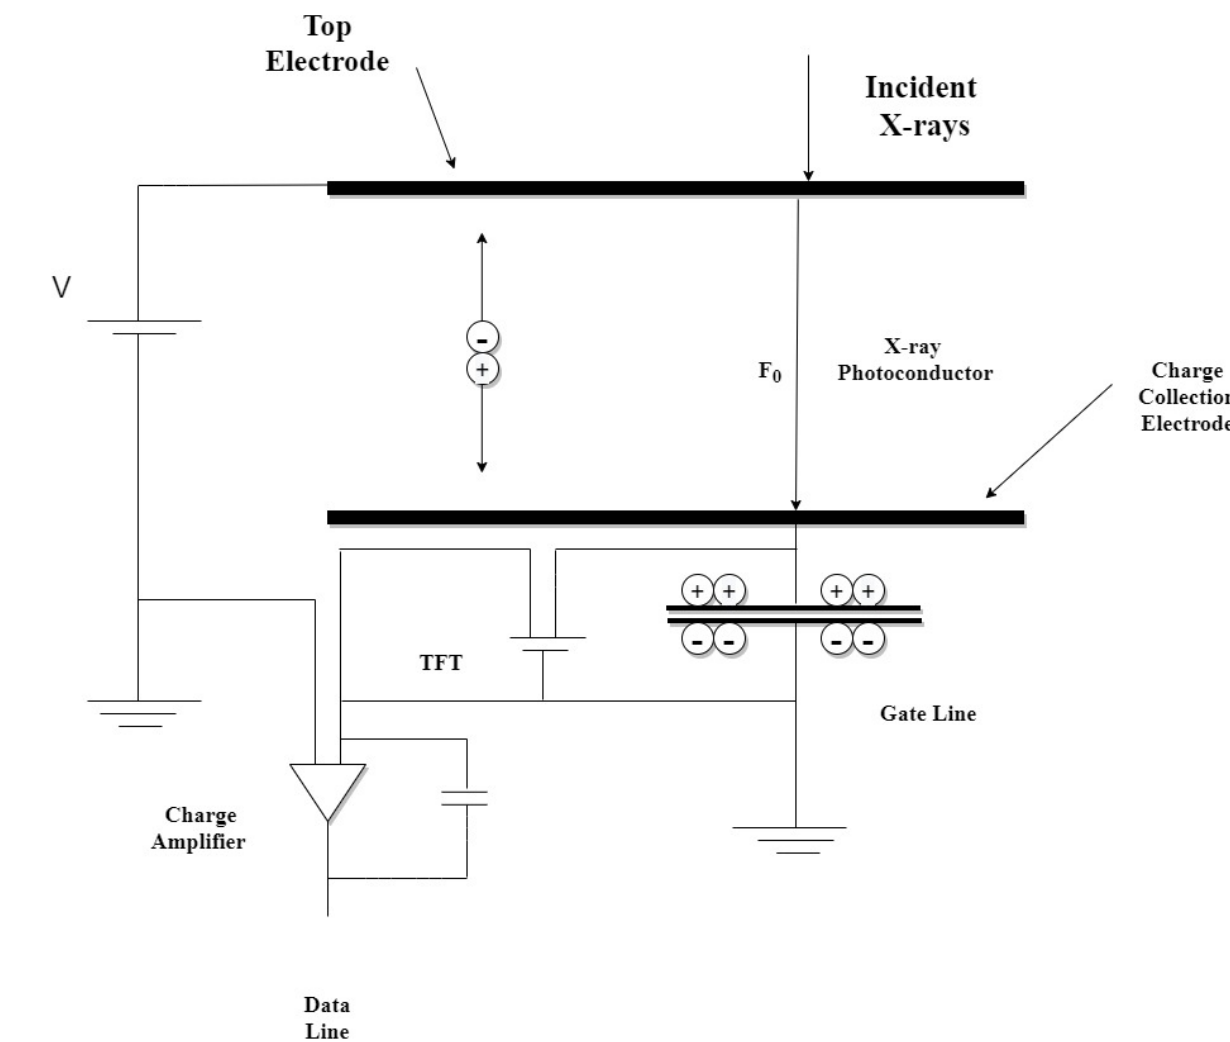 Top
Electrode
Incident
X-rays
V
-
+
F0
X-ray
Photoconductor
Charge
Collection
Electrode
+ + + +
- - - -
TFT
Gate Line
Charge
Amplifier
Data
Line